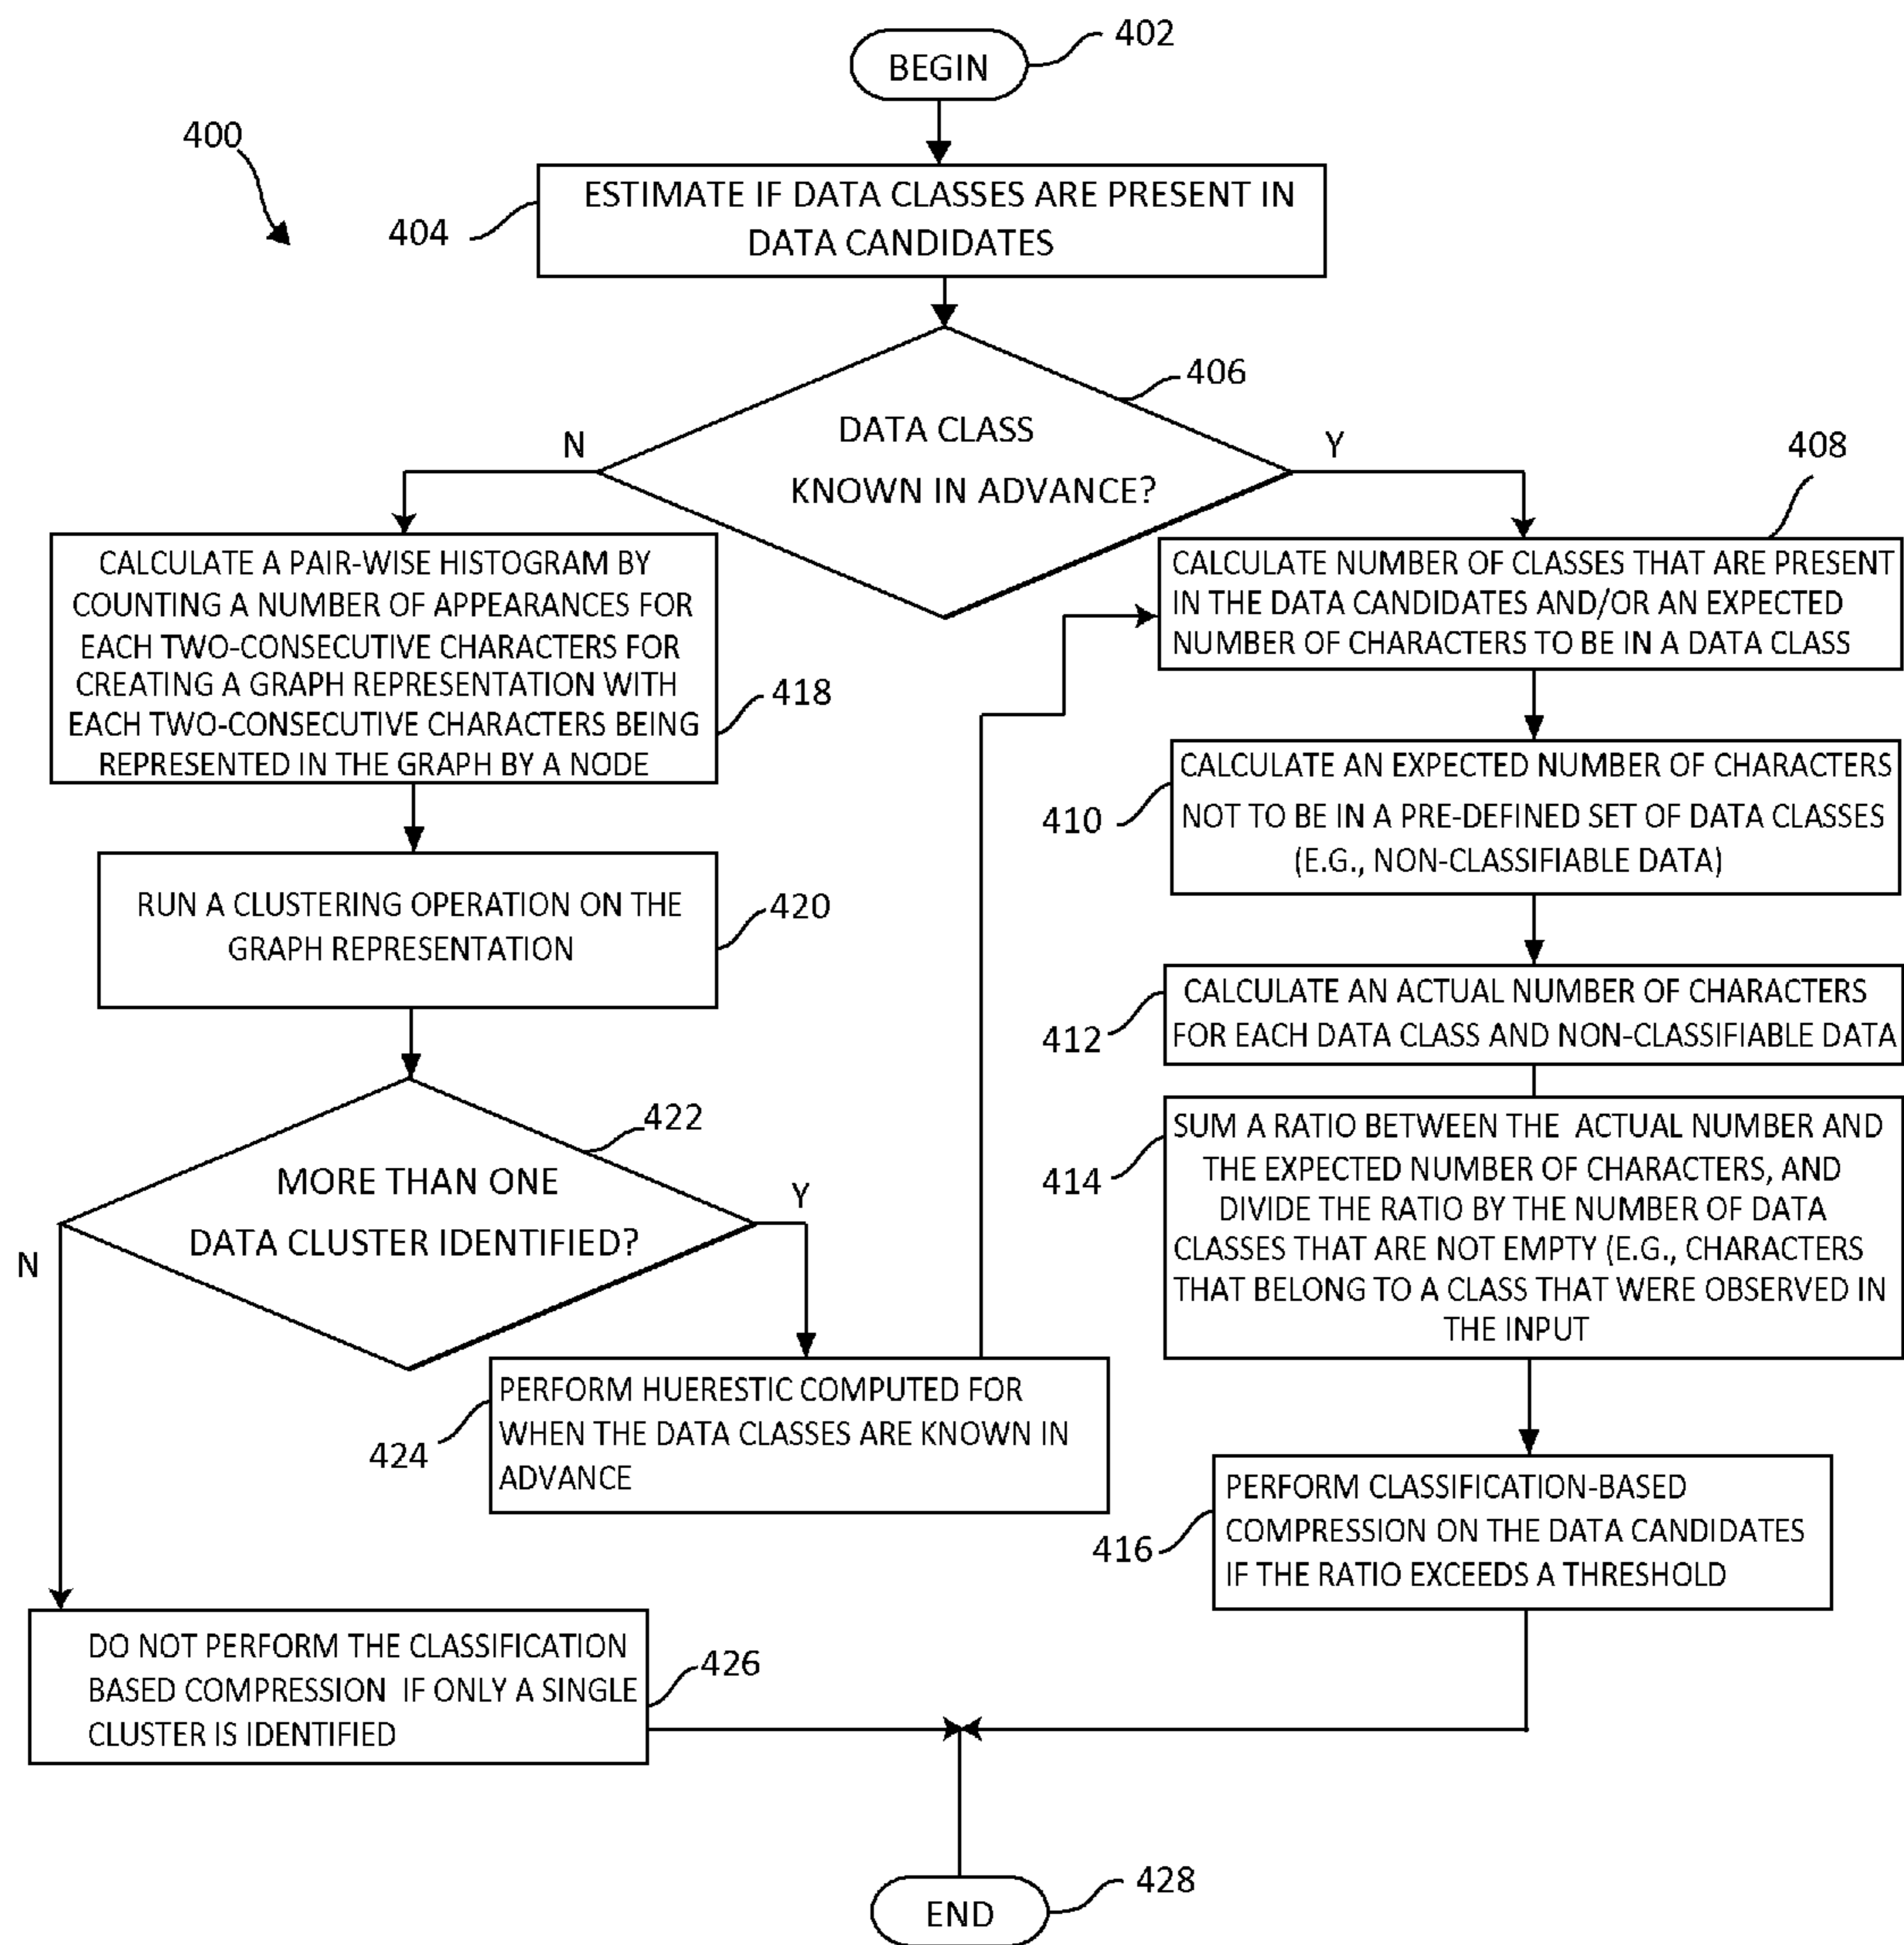 BEGIN
402
400
ESTIMATE IF DATA CLASSES ARE PRESENT IN
DATA CANDIDATES
404
406
DATA CLASS
KNOWN IN ADVANCE?
N
Y
408
CALCULATE A PAIR-WISE HISTOGRAM BY
COUNTING A NUMBER OF APPEARANCES FOR
EACH TWO-CONSECUTIVE CHARACTERS FOR
CREATING A GRAPH REPRESENTATION WITH
EACH TWO-CONSECUTIVE CHARACTERS BEING
REPRESENTED IN THE GRAPH BY A NODE
418
CALCULATE NUMBER OF CLASSES THAT ARE PRESENT
IN THE DATA CANDIDATES AND/OR AN EXPECTED
NUMBER OF CHARACTERS TO BE IN A DATA CLASS
CALCULATE AN EXPECTED NUMBER OF CHARACTERS
NOT TO BE IN A PRE-DEFINED SET OF DATA CLASSES
(E.G., NON-CLASSIFIABLE DATA)
410
RUN A CLUSTERING OPERATION ON THE
GRAPH REPRESENTATION
420
CALCULATE AN ACTUAL NUMBER OF CHARACTERS
FOR EACH DATA CLASS AND NON-CLASSIFIABLE DATA
412
422
MORE THAN ONE
DATA CLUSTER IDENTIFIED?
Y
N
SUM A RATIO BETWEEN THE ACTUAL NUMBER AND
THE EXPECTED NUMBER OF CHARACTERS, AND
DIVIDE THE RATIO BY THE NUMBER OF DATA
CLASSES THAT ARE NOT EMPTY (E.G., CHARACTERS
THAT BELONG TO A CLASS THAT WERE OBSERVED IN
THE INPUT
414
PERFORM HUERESTIC COMPUTED FOR
WHEN THE DATA CLASSES ARE KNOWN IN
ADVANCE
424
PERFORM CLASSIFICATION-BASED
COMPRESSION ON THE DATA CANDIDATES
IF THE RATIO EXCEEDS A THRESHOLD
416
DO NOT PERFORM THE CLASSIFICATION
BASED COMPRESSION IF ONLY A SINGLE
CLUSTER IS IDENTIFIED
426
END
428